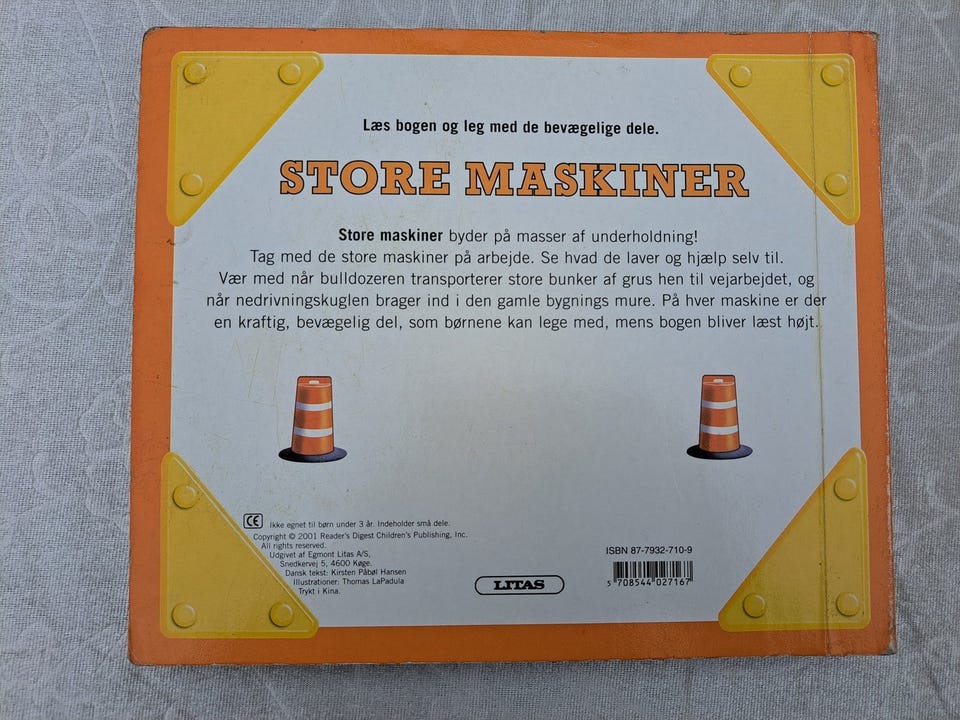 Læs bogen og leg med de bevægelige dele.
STORE MASKINER
Store maskiner byder på masser af underholdning!
Tag med de store maskiner på arbejde. Se hvad de laver og hjælp selv til.
Vær med når bulldozeren transporterer store bunker af grus hen til vejarbejdet, og
når nedrivningskuglen brager ind i den gamle bygnings mure. På hver maskine er der
en kraftig, bevægelig del, som børnene kan lege med, mens bogen bliver læst højt.
CE Ikke egnet til børn under 3 år. Indeholder små dele.
Copyright © 2001 Reader's Digest Children's Publishing, Inc.
All rights reserved.
Udgivet af Egmont Litas A/S,
Snedkervej 5, 4600 Køge.
Dansk tekst: Kirsten Påbøl Hansen
Illustrationer: Thomas LaPadula
Trykt i Kina.
LITAS
ISBN 87-7932-710-9
5 708544 027167